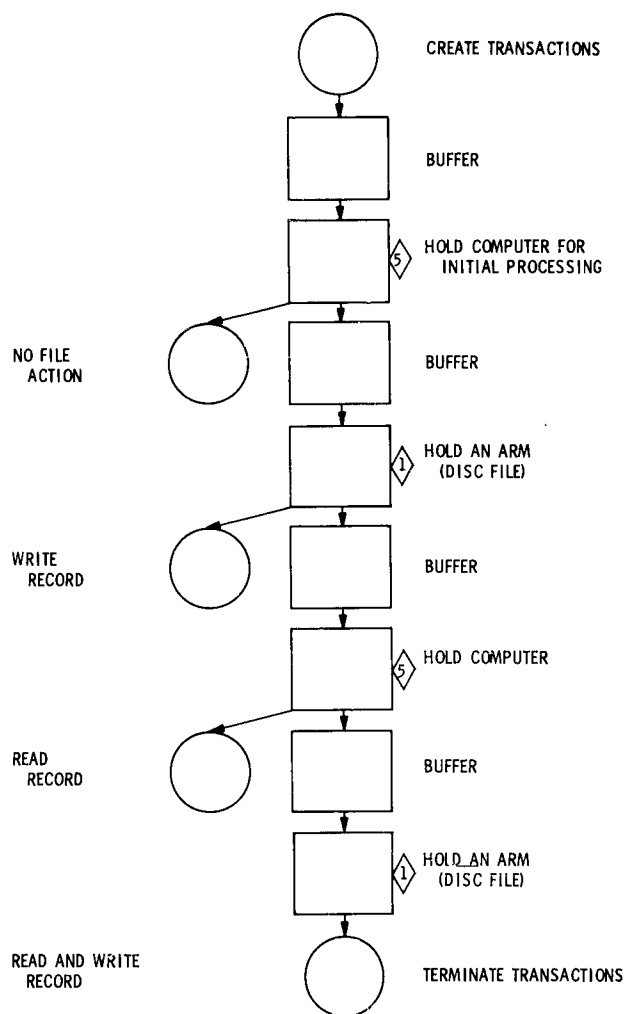 CREATE TRANSACTIONS
BUFFER
5
HOLD COMPUTER FOR
INITIAL PROCESSING
NO FILE
ACTION
BUFFER
1
HOLD AN ARM
(DISC FILE)
WRITE
RECORD
BUFFER
5
HOLD COMPUTER
READ
RECORD
BUFFER
1
HOLD AN ARM
(DISC FILE)
READ AND WRITE
RECORD
TERMINATE TRANSACTIONS